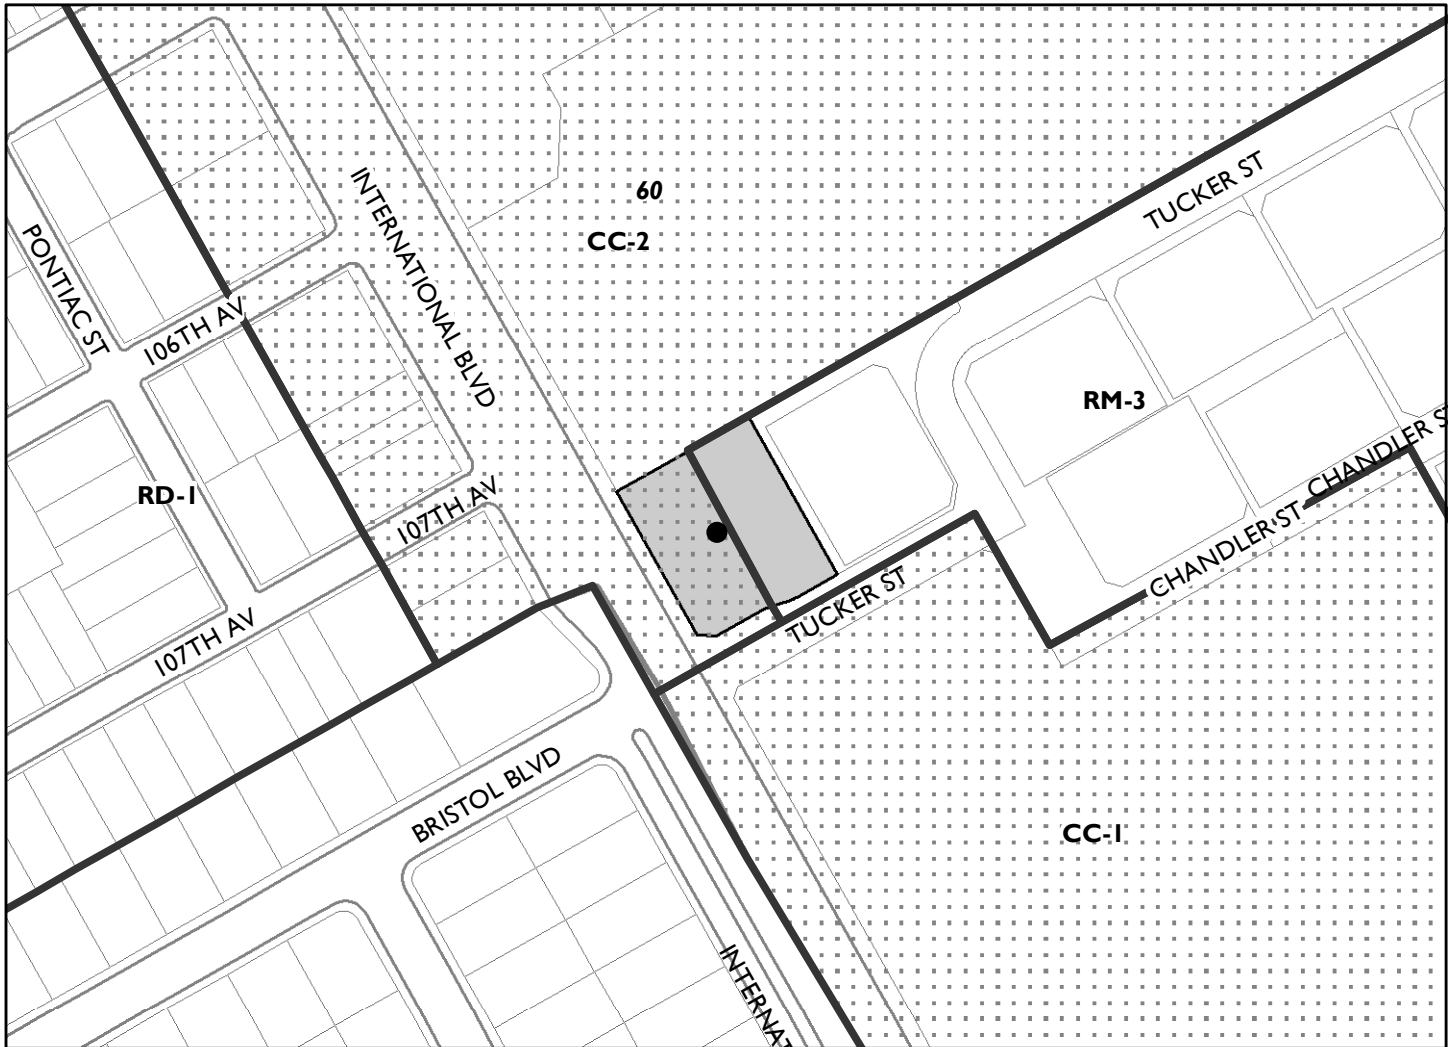 TUCKER ST
60
INTERNATIONAL BLVD
CC-2
PONTIAC ST
106TH AV
RM-3
CHANDLER S
RD-1
107TH AV
CHANDLER ST
TUCKER ST
107TH AV
BRISTOL BLVD
CC-1
INTERNAT